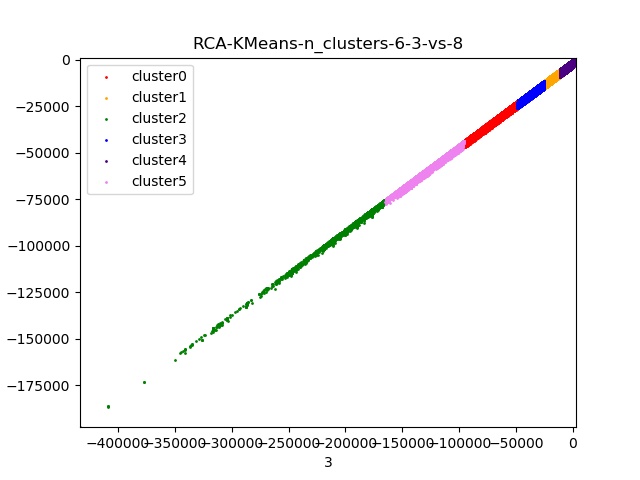 RCA-KMeans-n_clusters-6-3-vs-8
0
−25000
−50000
−75000
−100000
−125000
−150000
−175000
cluster0
cluster1
cluster2
cluster3
cluster4
cluster5
−400000 −350000 −300000 −250000 −200000 −150000 −100000 −50000 0
3